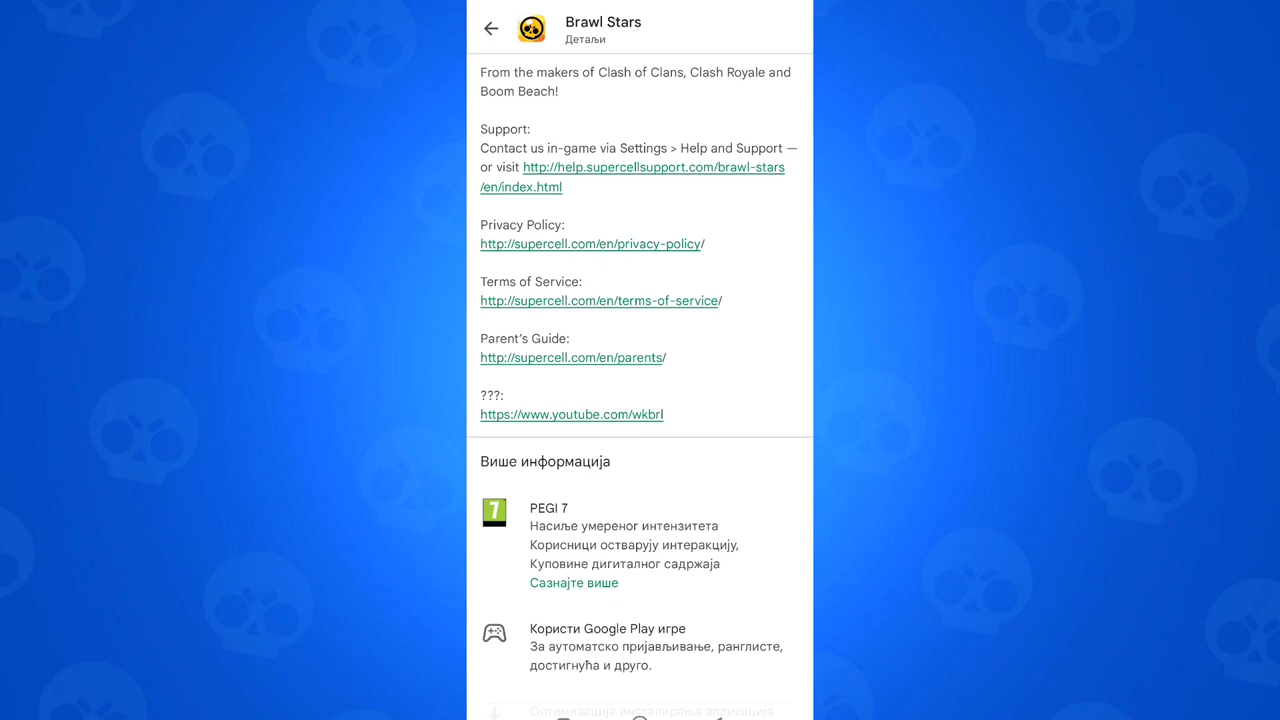 Brawl Stars
Детаљи
From the makers of Clash of Clans, Clash Royale and
Boom Beach!
Support:
Contact us in-game via Settings > Help and Support —
or visit http://help.supercellsupport.com/brawl-stars
/en/index.html
Privacy Policy:
http://supercell.com/en/privacy-policy/
Terms of Service:
http://supercell.com/en/terms-of-service/
Parent’s Guide:
http://supercell.com/en/parents/
???:
https://www.youtube.com/wkbrl
Више информација
7
PEGI 7
Насиље умереног интензитета
Корисници остварују интеракцију,
Куповине дигиталног садржаја
Сазнајте више
Користи Google Play игре
За аутоматско пријављивање, ранглисте,
достигнућа и друго.
Оптимизација инсталирања апликација